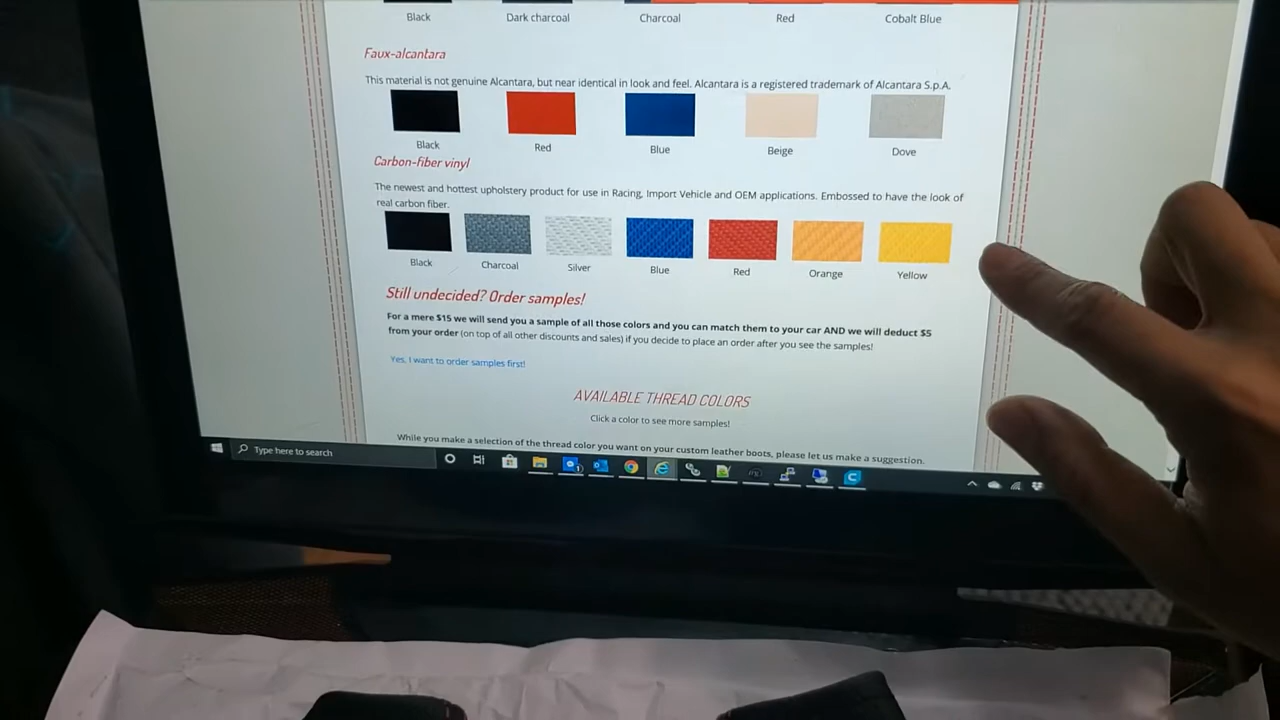 Black Dark charcoal Charcoal Red Cobalt Blue
Faux-alcantara
This material is not genuine Alcantara, but near identical in look and feel. Alcantara is a registered trademark of Alcantara S.p.A.
Black Red Blue Beige Dove
Carbon-fiber vinyl
The newest and hottest upholstery product for use in Racing, Import Vehicle and OEM applications. Embossed to have the look of
real carbon fiber.
Black Charcoal Silver Blue Red Orange Yellow
Still undecided? Order samples!
For a mere $15 we will send you a sample of all those colors and you can match them to your car AND we will deduct $5
from your order (on top of all other discounts and sales) if you decide to place an order after you see the samples!
Yes, I want to order samples first!
AVAILABLE THREAD COLORS
Click a color to see more samples!
While you make a selection of the thread color you want on your custom leather boots, please let us make a suggestion.
Type here to search